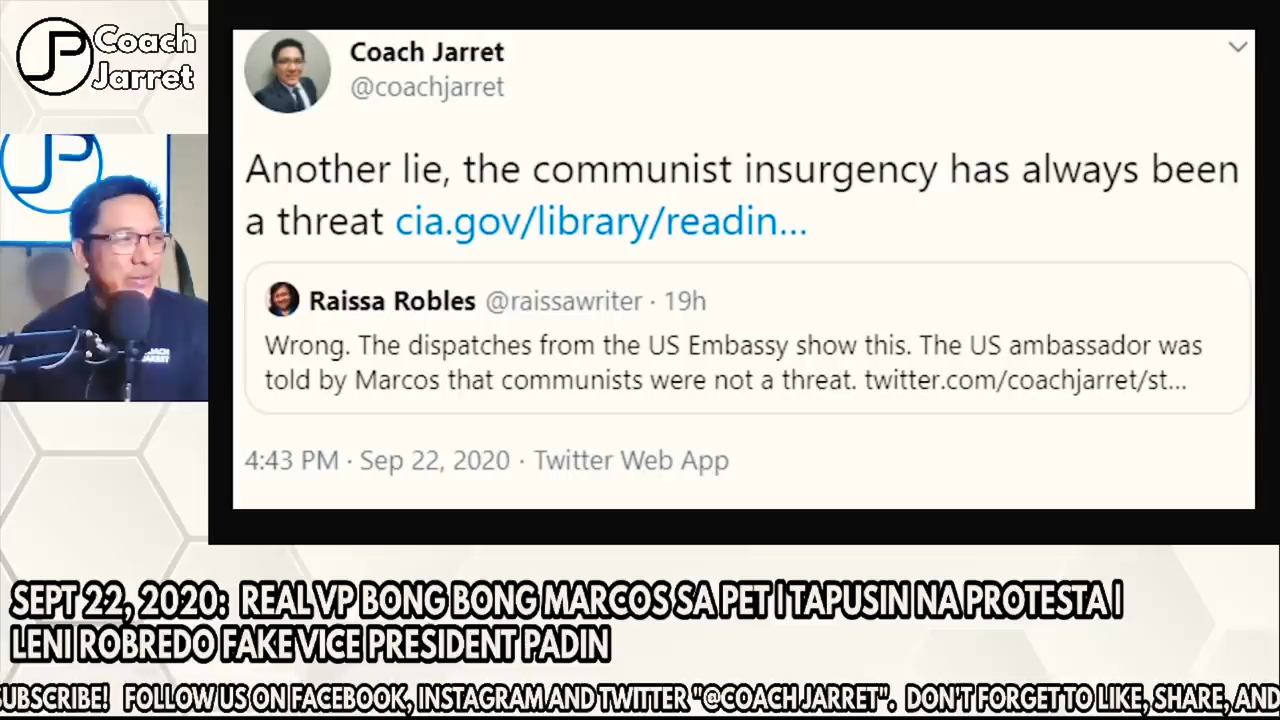 JP Coach
Jarret
Coach Jarret
@coachjarret
Another lie, the communist insurgency has always been
a threat cia.gov/library/readin...
Raissa Robles @raissawriter · 19h
Wrong. The dispatches from the US Embassy show this. The US ambassador was
told by Marcos that communists were not a threat. twitter.com/coachjarret/st...
4:43 PM · Sep 22, 2020 · Twitter Web App
COACH
JARRET
SEPT 22, 2020: REAL VP BONG BONG MARCOS SA PET | TAPUSIN NA PROTESTA |
LENI ROBREDO FAKE VICE PRESIDENT PADIN
SUBSCRIBE! FOLLOW US ON FACEBOOK, INSTAGRAM AND TWITTER "@COACH JARRET". DON'T FORGET TO LIKE, SHARE, AND